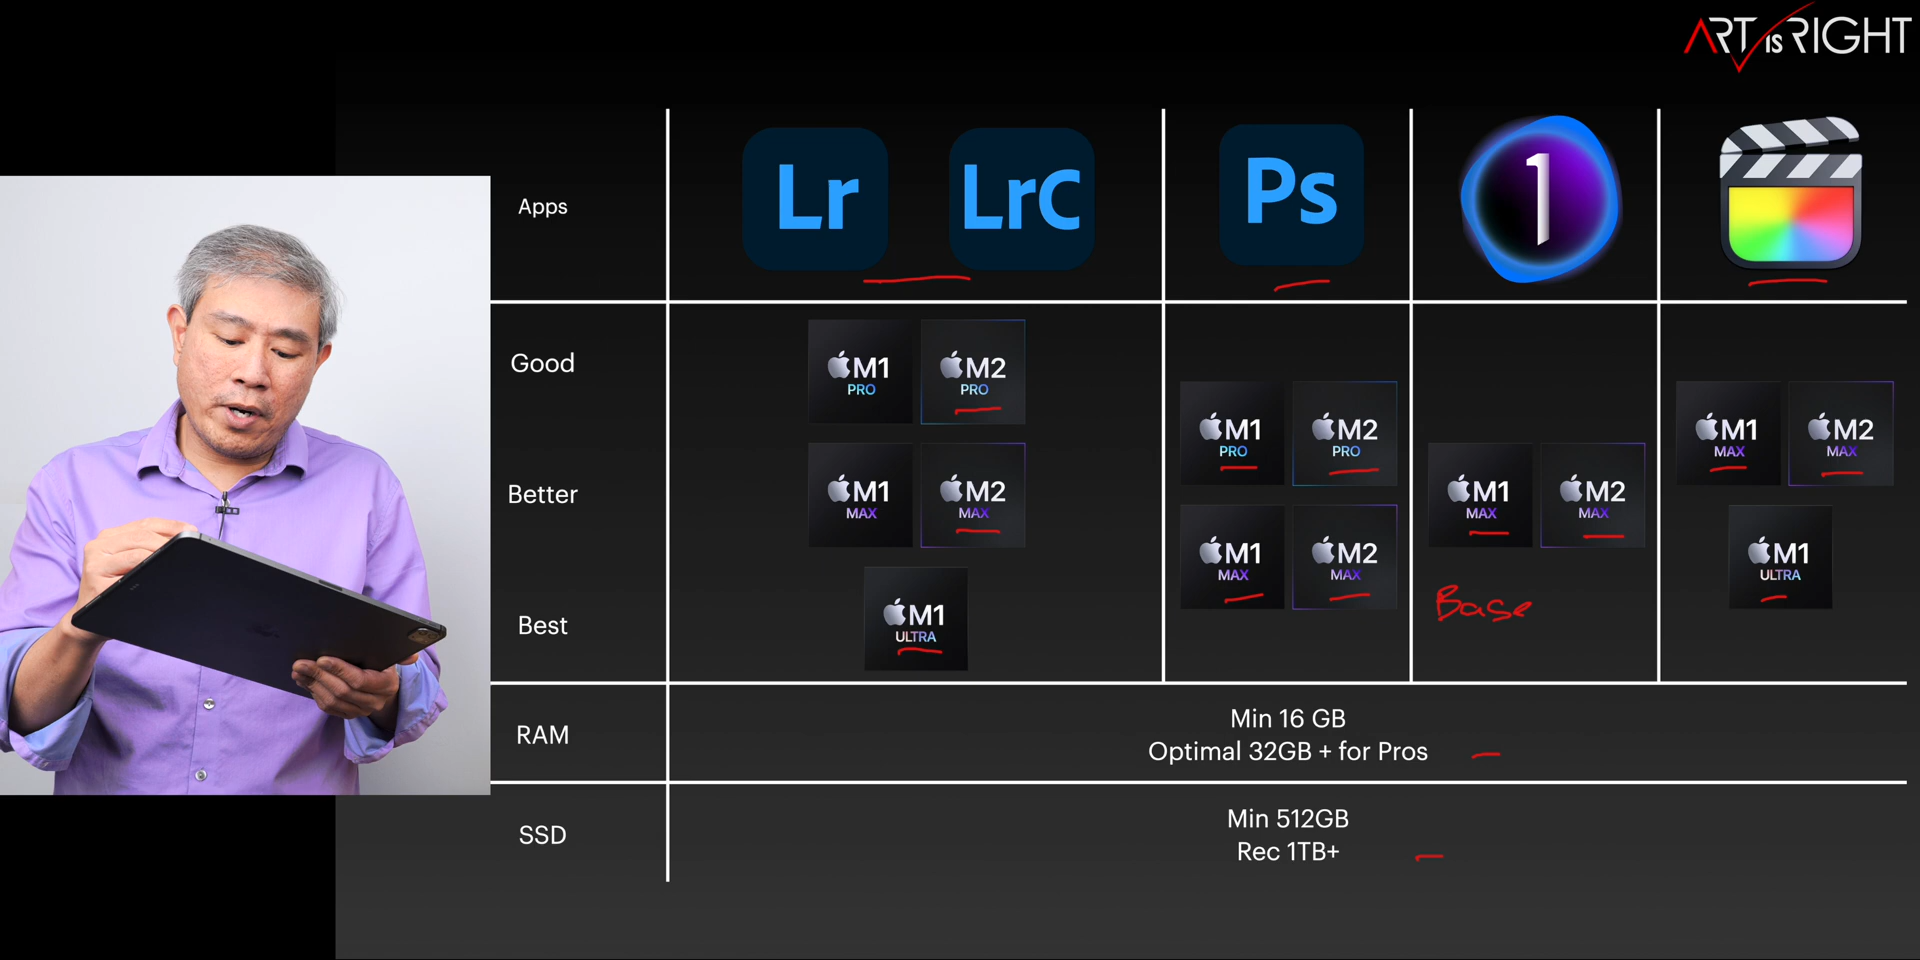 ART IS RIGHT
Apps
Lr
LrC
Ps
1
Good
M1 PRO
M2 PRO
M1 PRO
M2 PRO
M1 MAX
M2 MAX
Better
M1 MAX
M2 MAX
M1 MAX
M2 MAX
M1 MAX
M2 MAX
M1 ULTRA
Base
Best
M1 ULTRA
RAM
Min 16 GB
Optimal 32GB + for Pros
SSD
Min 512GB
Rec 1TB+